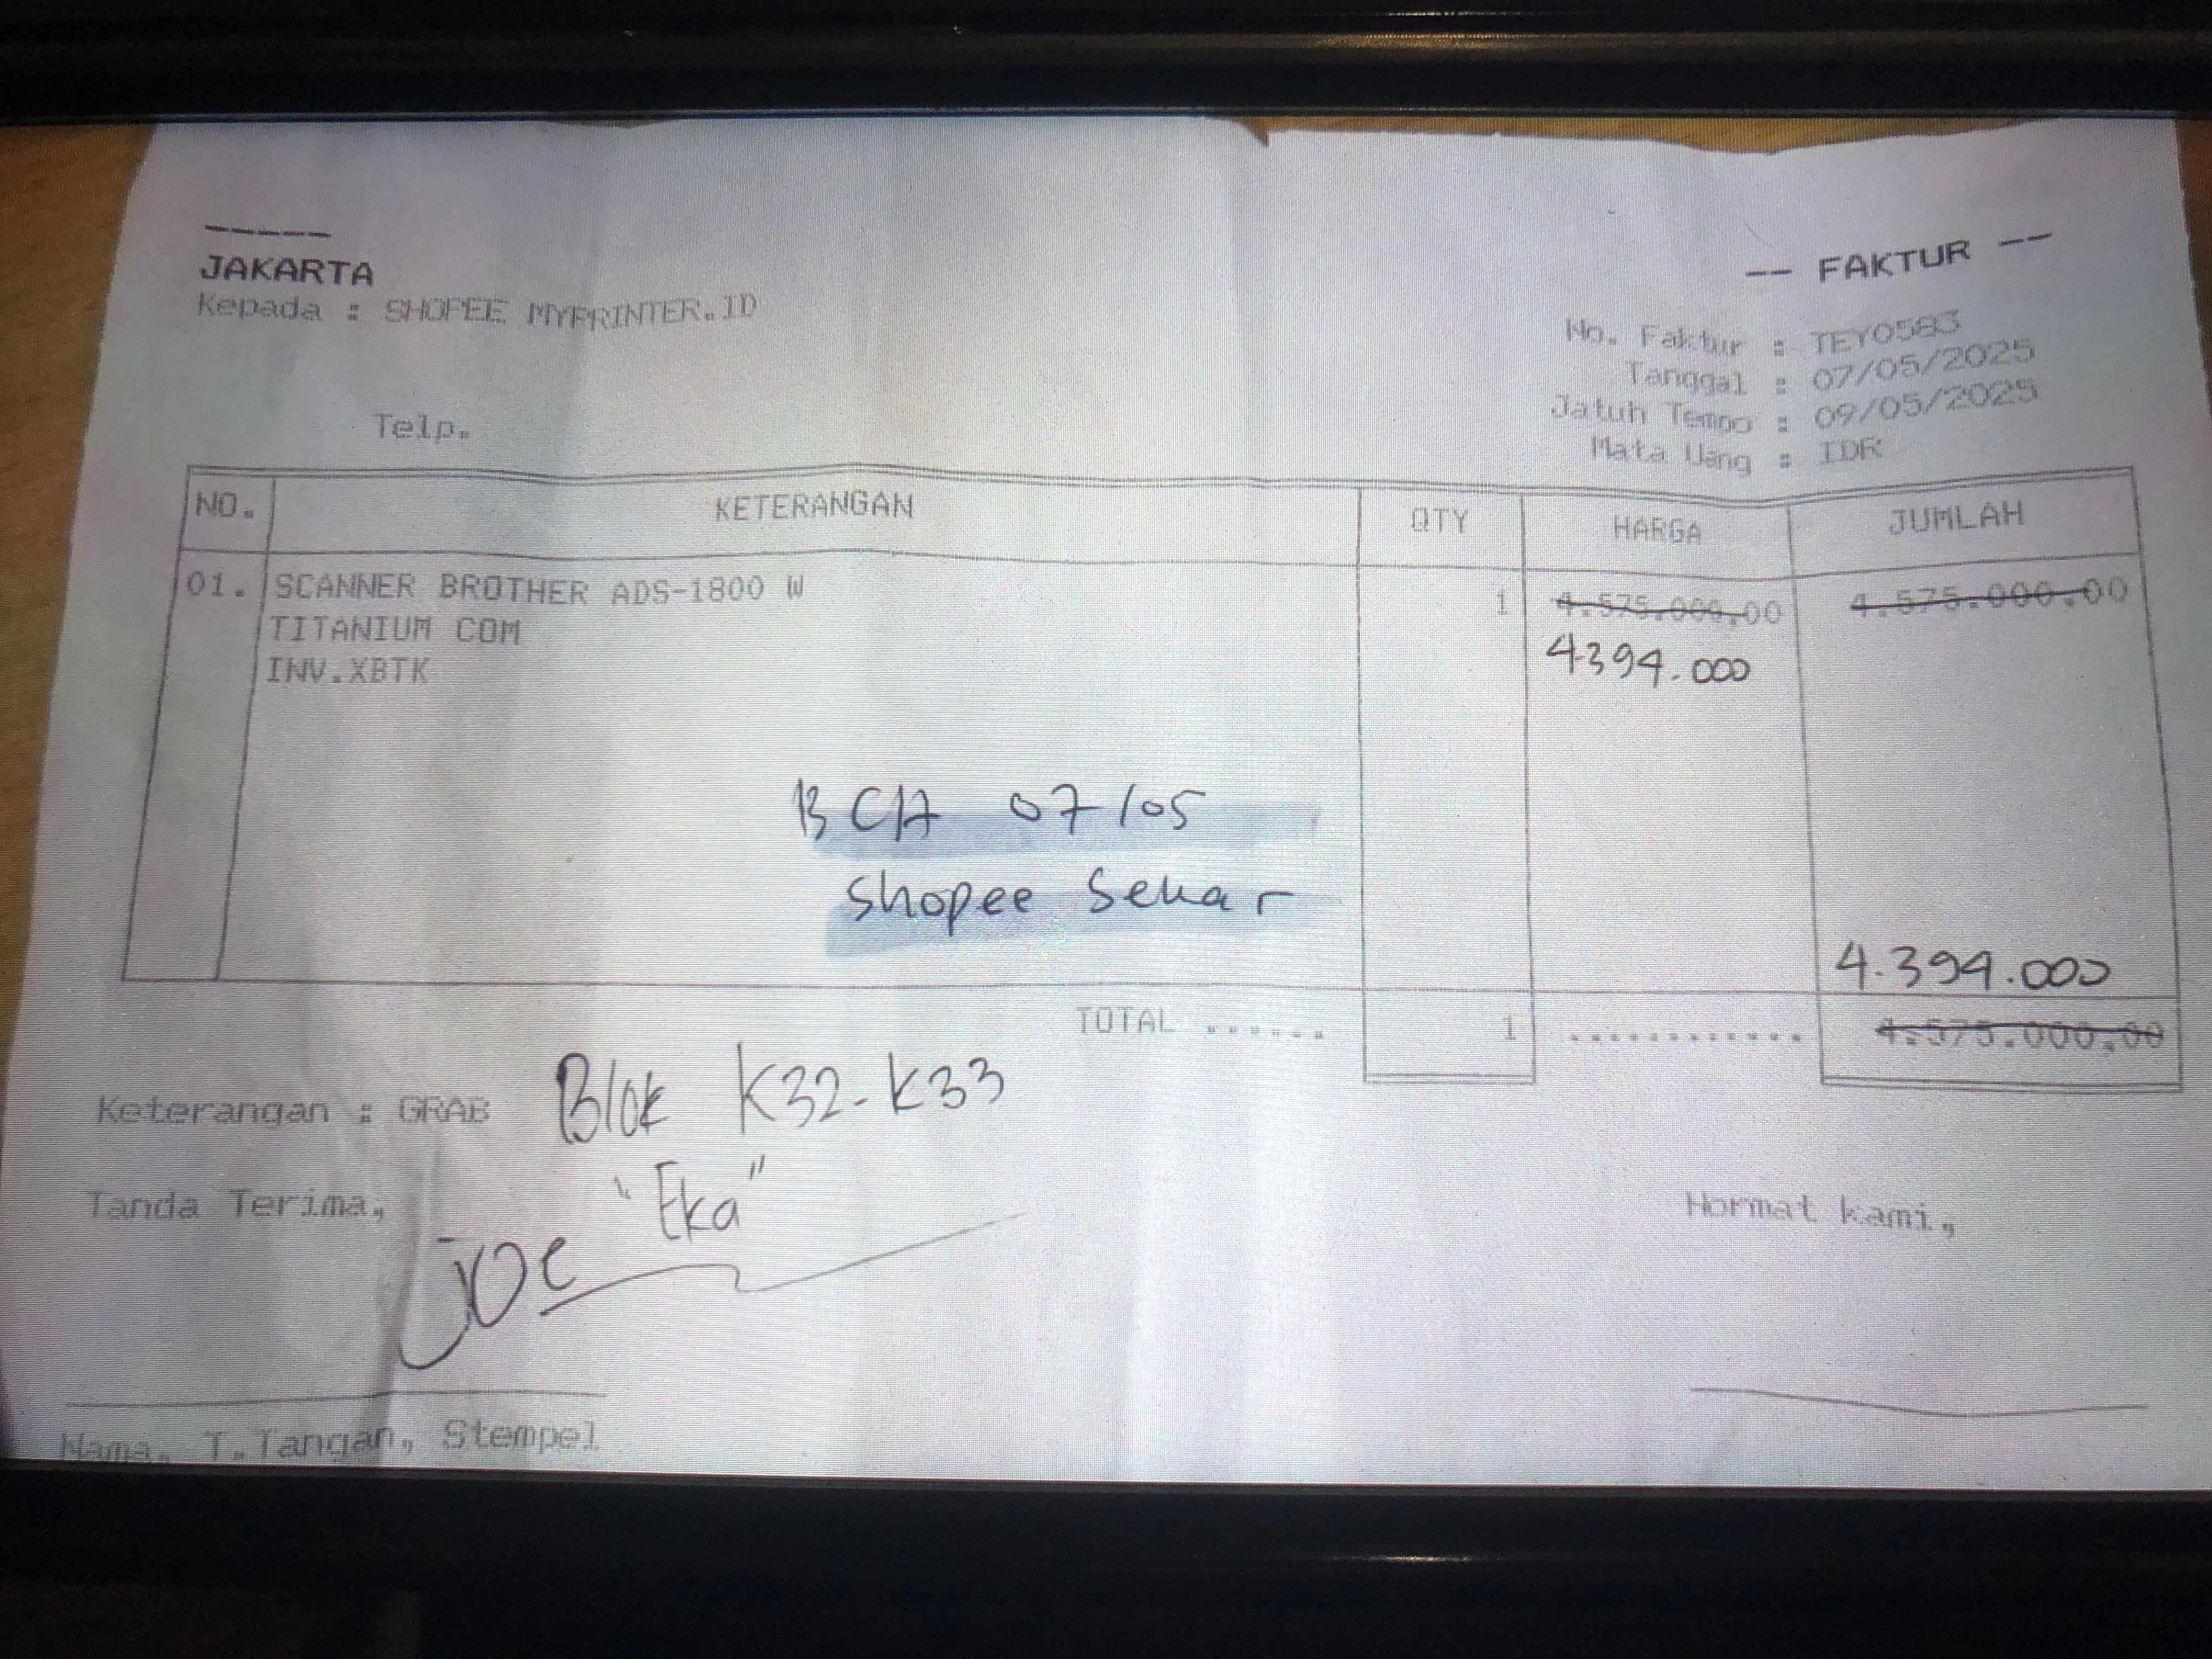 -----
JAKARTA
Kepada : SHOPEE MYPRINTER.ID
Telp.
-- FAKTUR --
No. Faktur : TEY0583
Tanggal : 07/05/2025
Jatuh Tempo : 09/05/2025
Mata Uang : IDR
NO. KETERANGAN QTY HARGA JUMLAH
01. SCANNER BROTHER ADS-1800 W 1 4.575.000,00 4.575.000,00
TITANIUM COM 4394.000
INV.XBTK
BCA 07/05
Shopee Sekar
4.394.000
TOTAL ...... 1 ............ 4.575.000,00
Keterangan : GRAB Blok K32-K33
"Eka"
Tanda Terima, Hormat kami,
Joe
Nama, T.Tangan, Stempel